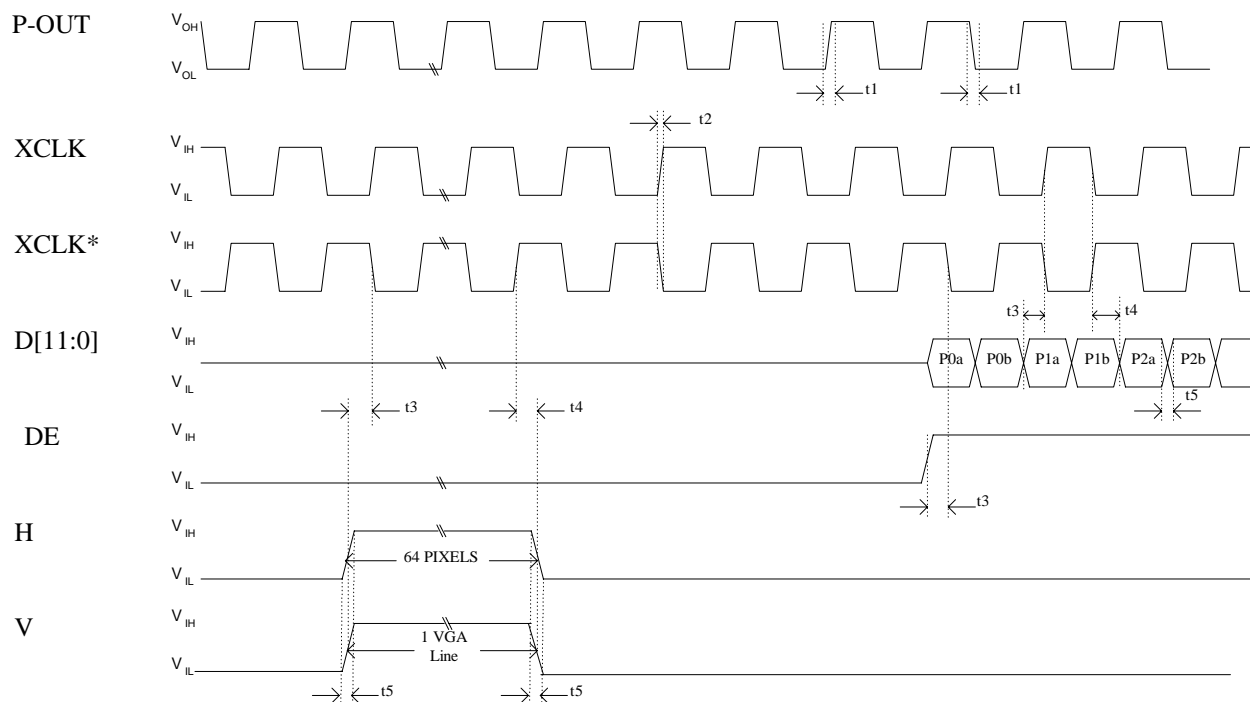 P-OUT
VOH
VOL
t1
t1
t2
XCLK
VIH
VIL
XCLK*
VIH
VIL
t3
t4
D[11:0]
VIH
VIL
P0a
P0b
P1a
P1b
P2a
P2b
t3
t4
t5
DE
VIH
VIL
t3
H
VIH
VIL
64 PIXELS
V
VIH
VIL
1 VGA
Line
t5
t5